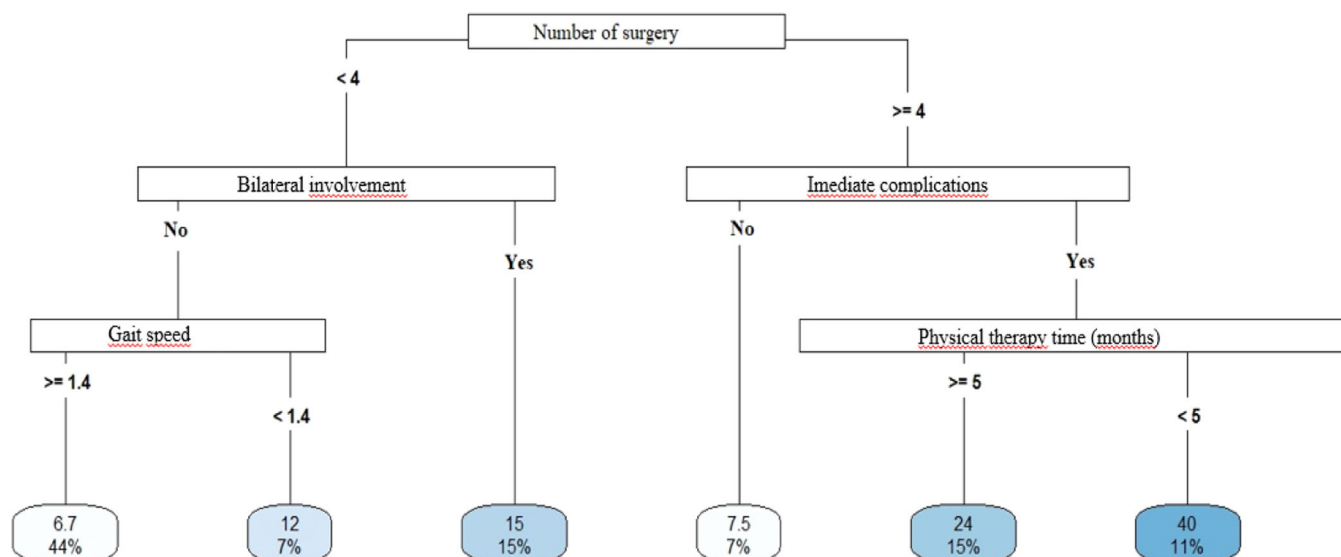 Number of surgery
< 4
>= 4
Bilateral involvement
Imediate complications
No
Yes
No
Yes
Gait speed
Physical therapy time (months)
>= 1.4
< 1.4
>= 5
< 5
6.7
44%
12
7%
15
15%
7.5
7%
24
15%
40
11%